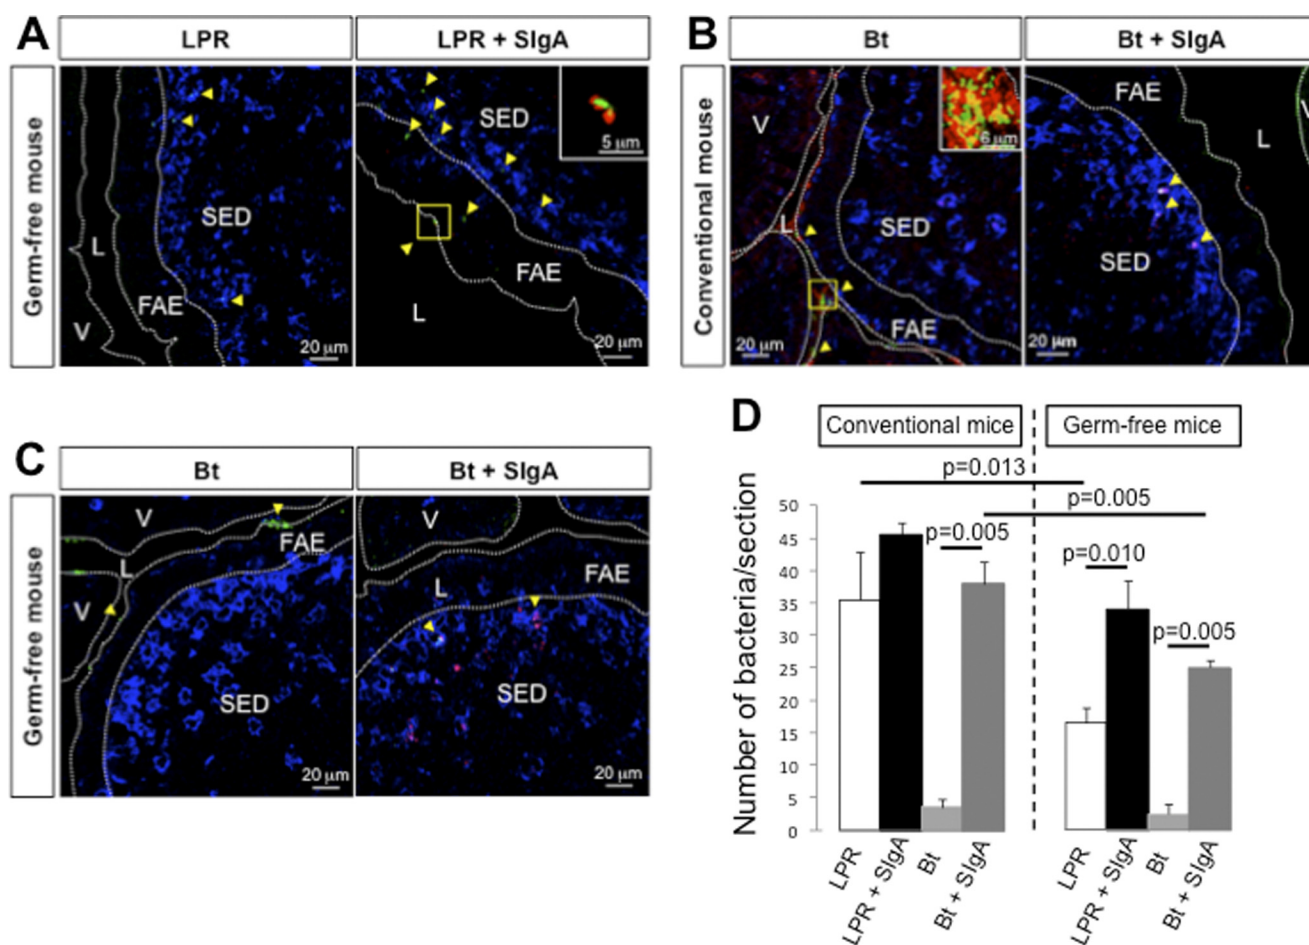 A
LPR
LPR + SIgA
Germ-free mouse
SED
L
FAE
V
20 μm
SED
5 μm
FAE
L
20 μm
B
Bt
Bt + SIgA
Conventional mouse
V
6 μm
L
SED
FAE
20 μm
FAE
L
SED
20 μm
C
Bt
Bt + SIgA
Germ-free mouse
V
FAE
L
V
SED
20 μm
V
FAE
L
SED
20 μm
D
Conventional mice
Germ-free mice
p=0.013
p=0.005
p=0.005
p=0.010
p=0.005
Number of bacteria/section
50
45
40
35
30
25
20
15
10
5
0
LPR
LPR + SIgA
Bt
Bt + SIgA
LPR
LPR + SIgA
Bt
Bt + SIgA